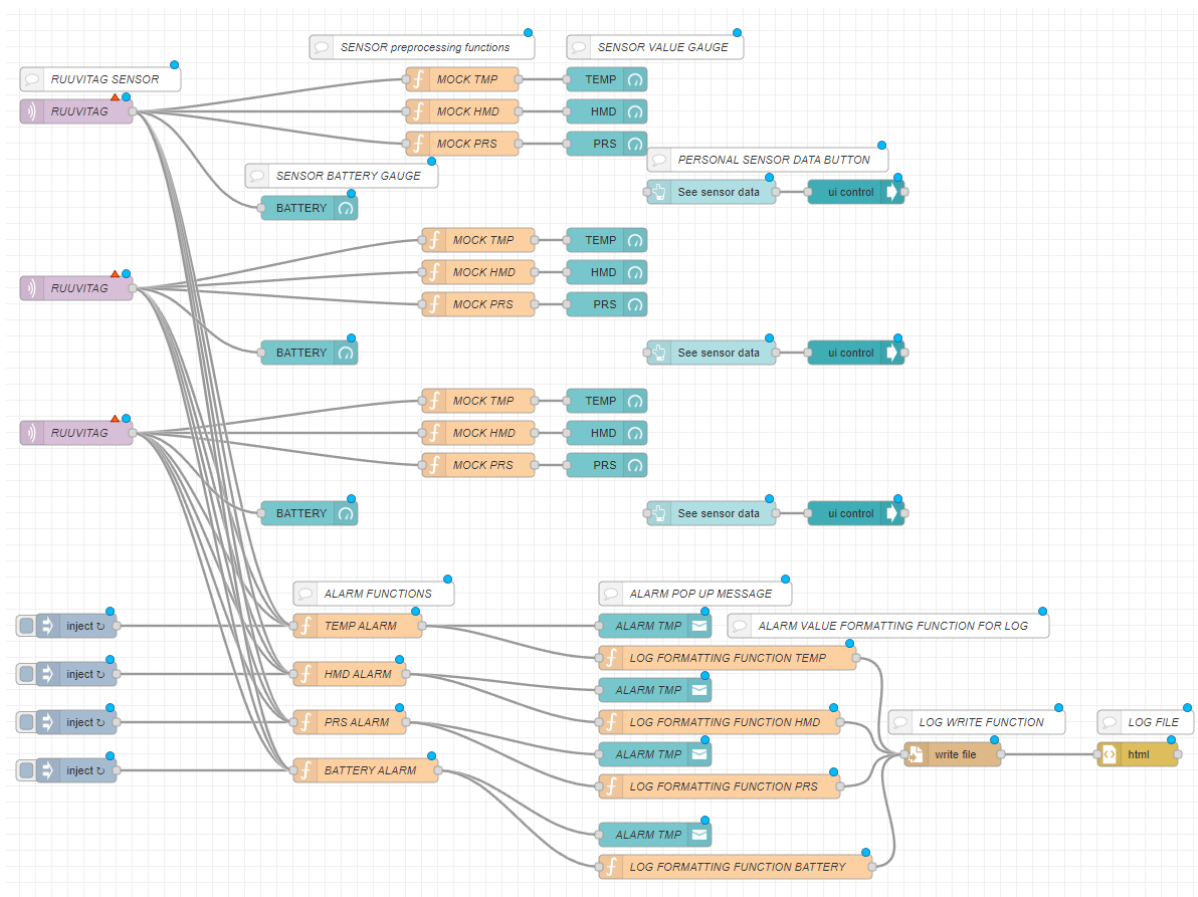 SENSOR preprocessing functions
SENSOR VALUE GAUGE
RUUVITAG SENSOR
MOCK TMP
TEMP
RUUVITAG
MOCK HMD
HMD
MOCK PRS
PRS
PERSONAL SENSOR DATA BUTTON
SENSOR BATTERY GAUGE
See sensor data
ui control
BATTERY
MOCK TMP
TEMP
MOCK HMD
HMD
RUUVITAG
MOCK PRS
PRS
BATTERY
See sensor data
ui control
MOCK TMP
TEMP
RUUVITAG
MOCK HMD
HMD
MOCK PRS
PRS
BATTERY
See sensor data
ui control
ALARM FUNCTIONS
ALARM POP UP MESSAGE
inject ↻
TEMP ALARM
ALARM TMP
ALARM VALUE FORMATTING FUNCTION FOR LOG
LOG FORMATTING FUNCTION TEMP
inject ↻
HMD ALARM
ALARM TMP
inject ↻
PRS ALARM
LOG FORMATTING FUNCTION HMD
LOG WRITE FUNCTION
LOG FILE
ALARM TMP
write file
html
inject ↻
BATTERY ALARM
LOG FORMATTING FUNCTION PRS
ALARM TMP
LOG FORMATTING FUNCTION BATTERY